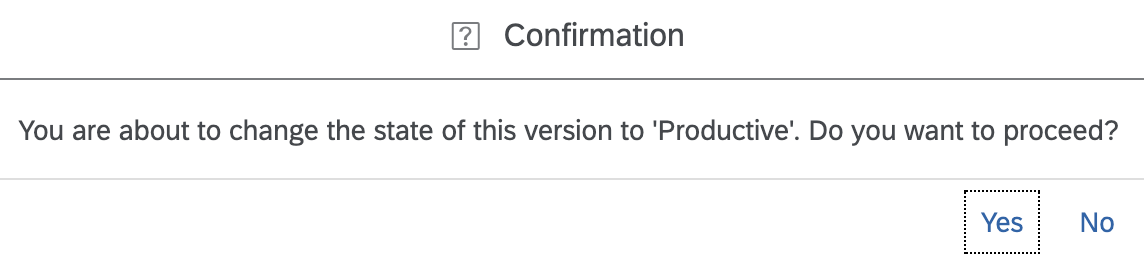 Confirmation
You are about to change the state of this version to 'Productive'. Do you want to proceed?
Yes No